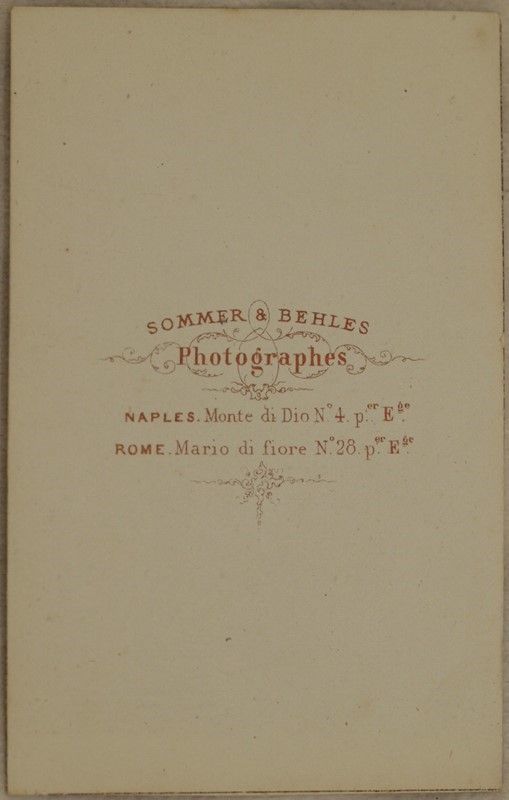 SOMMER & BEHLES
Photographes
NAPLES. Monte di Dio N.º 4. p.er E.ge
ROME. Mario di fiore N.º 28. p.er E.ge